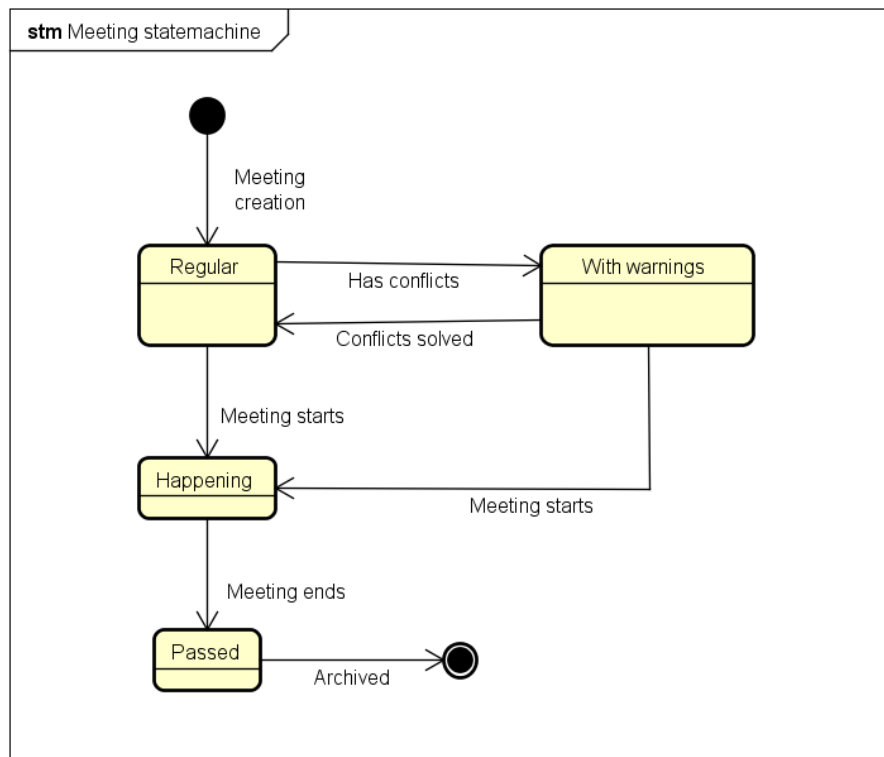 stm Meeting statemachine
Meeting
creation
Regular
With warnings
Has conflicts
Conflicts solved
Meeting starts
Happening
Meeting starts
Meeting ends
Passed
Archived